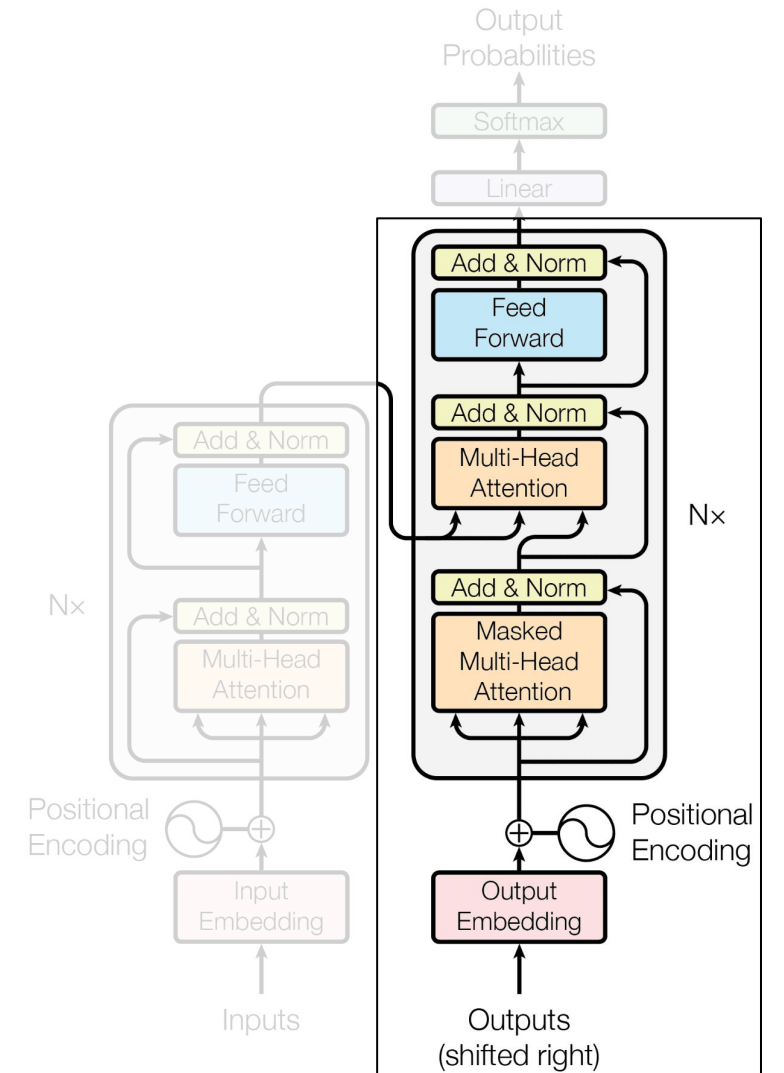 Output
Probabilities
Softmax
Linear
Add & Norm
Feed
Forward
Add & Norm
Multi-Head
Attention
Nx
Add & Norm
Masked
Multi-Head
Attention
Positional
Encoding
Output
Embedding
Outputs
(shifted right)
Add & Norm
Feed
Forward
Nx
Add & Norm
Multi-Head
Attention
Positional
Encoding
Input
Embedding
Inputs